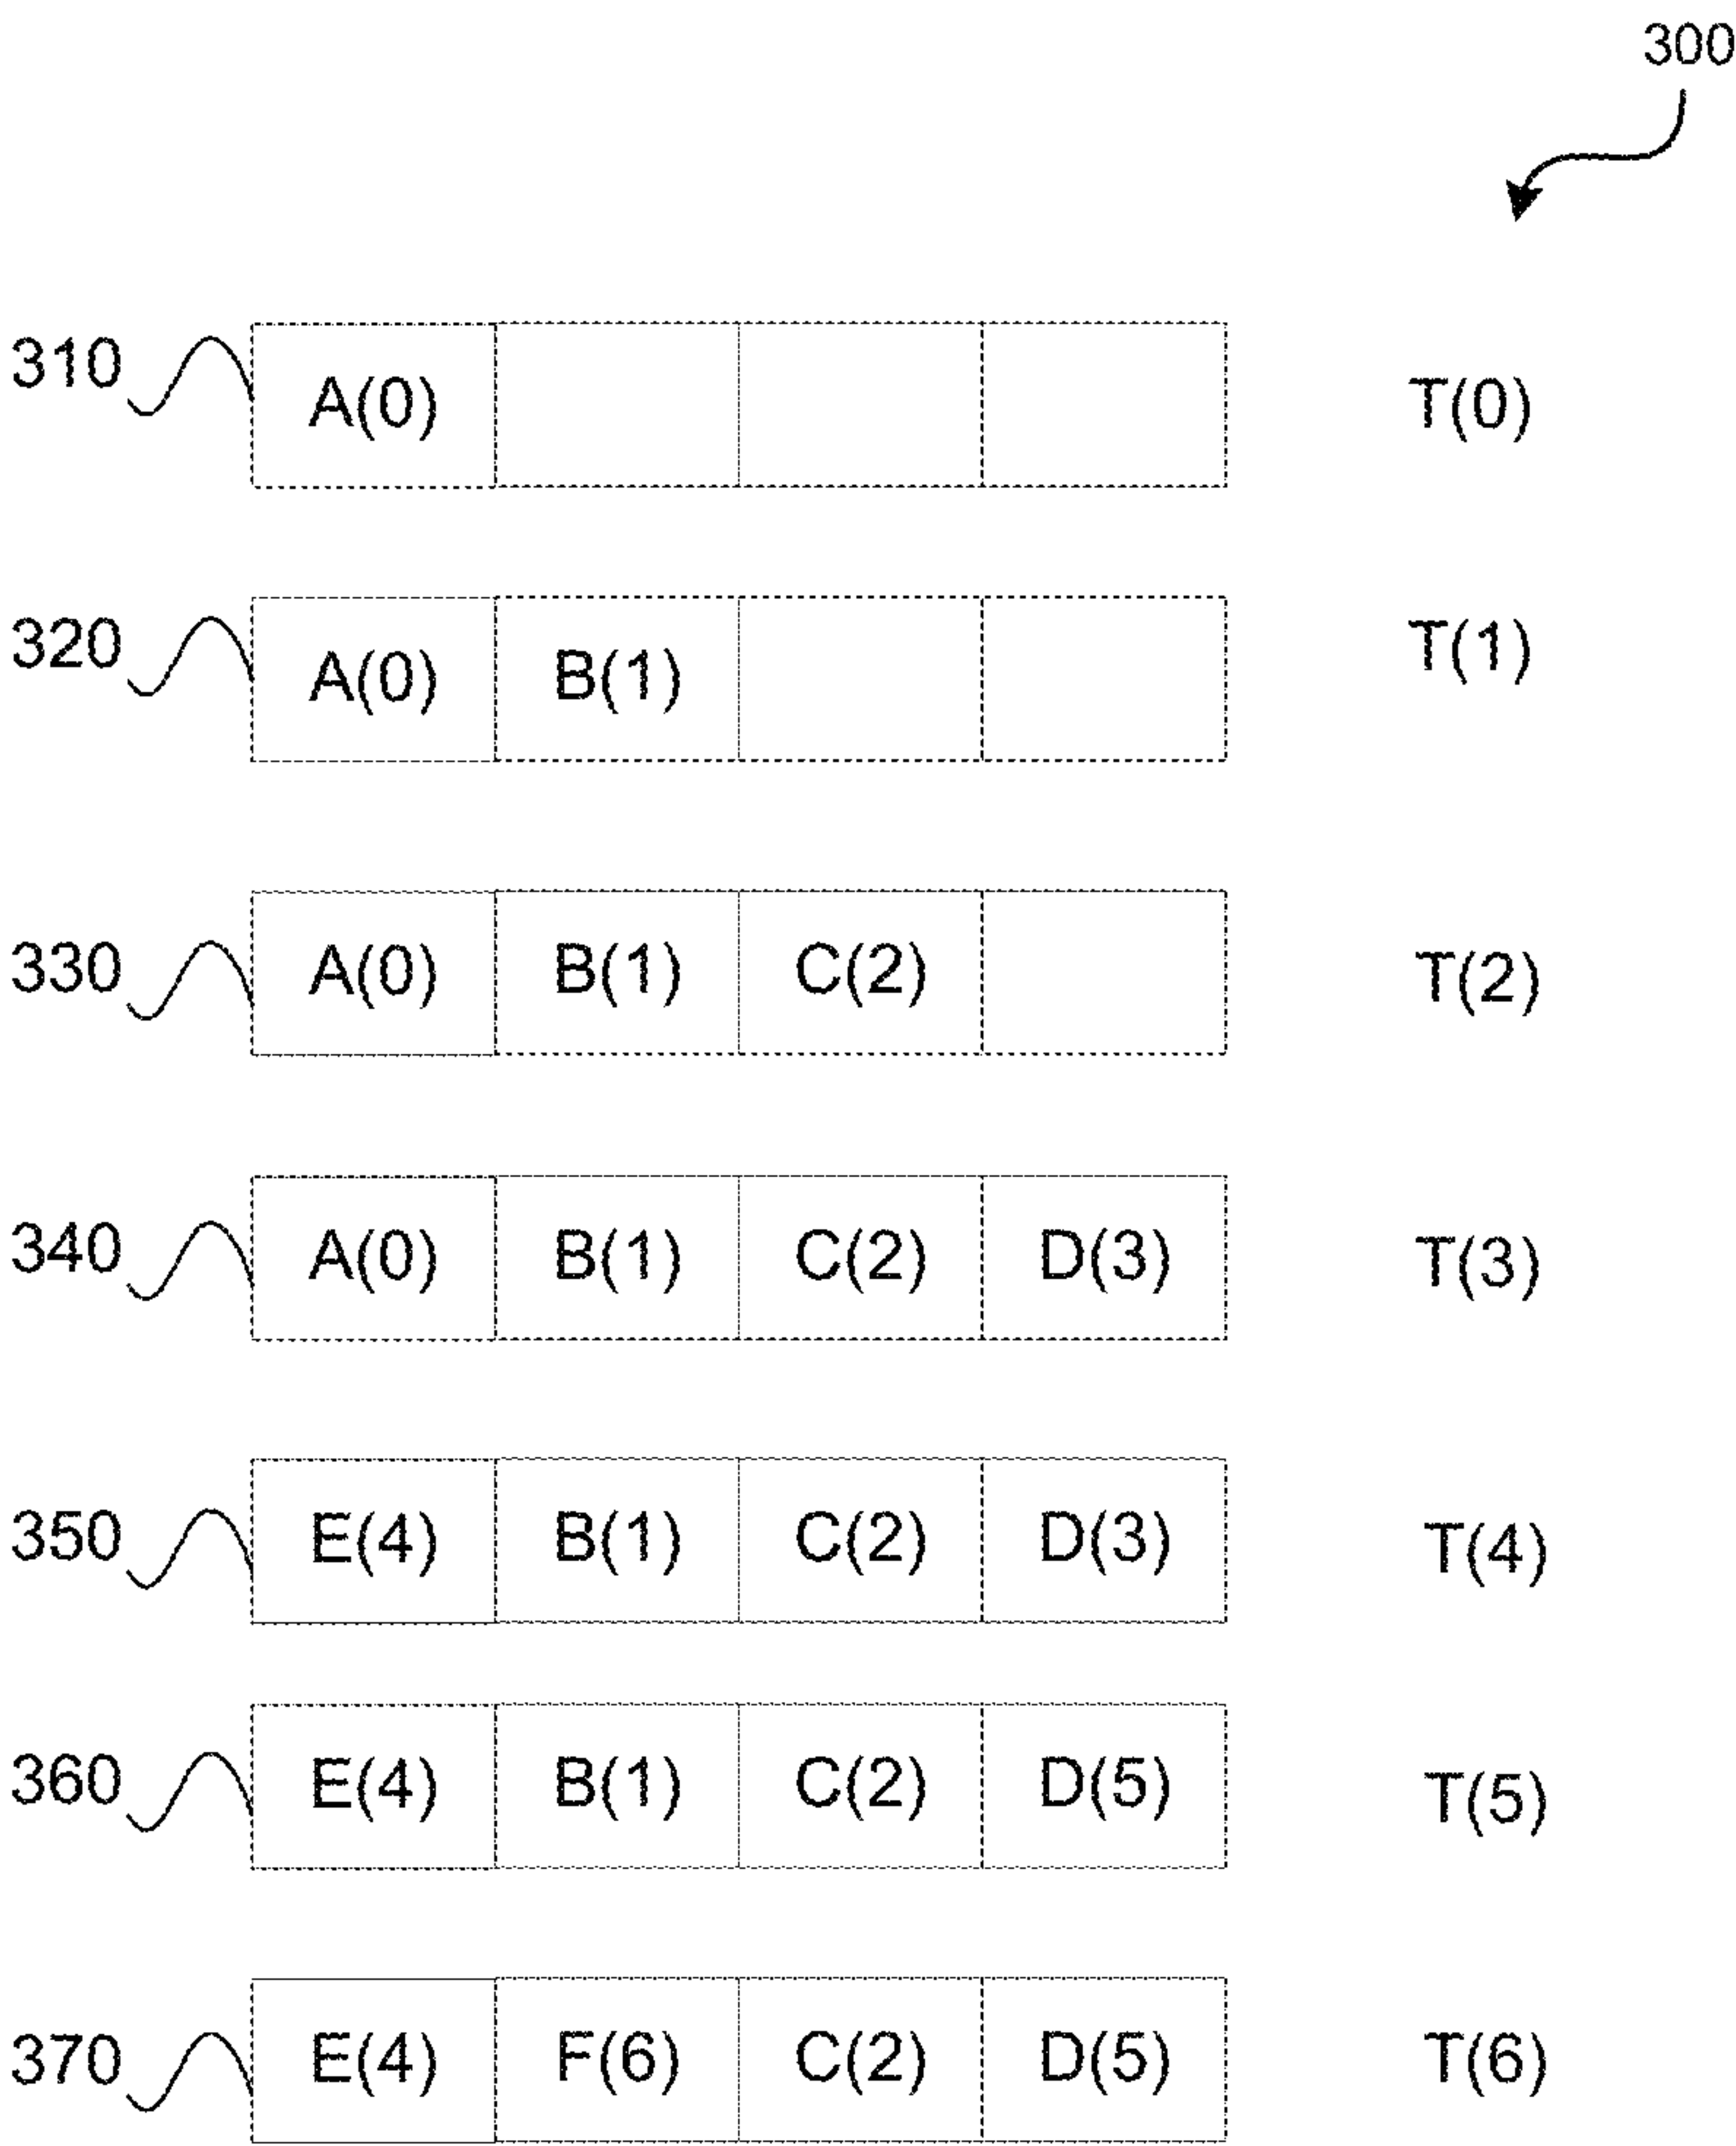 300
310 A(0) T(0)
320 A(0) B(1) T(1)
330 A(0) B(1) C(2) T(2)
340 A(0) B(1) C(2) D(3) T(3)
350 E(4) B(1) C(2) D(3) T(4)
360 E(4) B(1) C(2) D(5) T(5)
370 E(4) F(6) C(2) D(5) T(6)